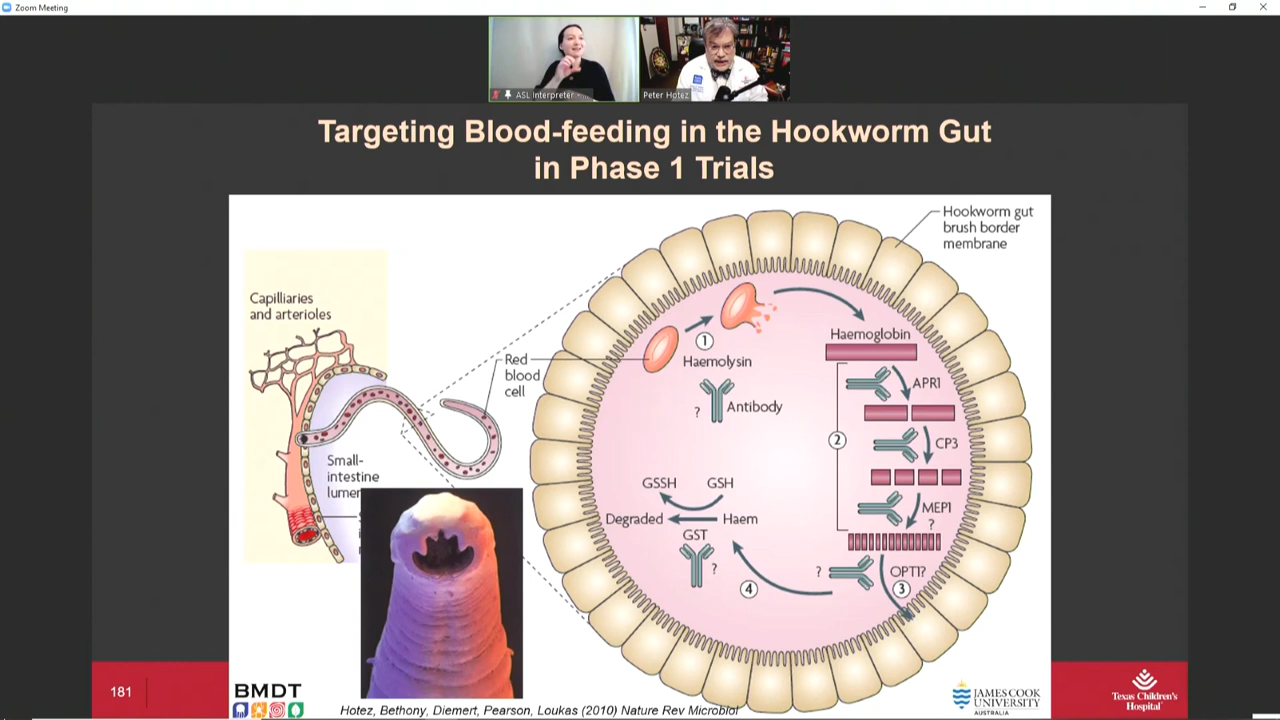 Zoom Meeting
ASL Interpreter -...
Peter Hotez
Targeting Blood-feeding in the Hookworm Gut
in Phase 1 Trials
Hookworm gut
brush border
membrane
Capillaries
and arterioles
Red
blood
cell
Small-
intestine
lumen
1
Haemolysin
?
Antibody
Haemoglobin
APR1
2
CP3
MEP1
?
GSSH
GSH
Degraded
Haem
GST
?
4
?
OPT1?
3
181
BMDT
Hotez, Bethony, Diemert, Pearson, Loukas (2010) Nature Rev Microbiol
JAMES COOK
UNIVERSITY
AUSTRALIA
Texas Children's
Hospital